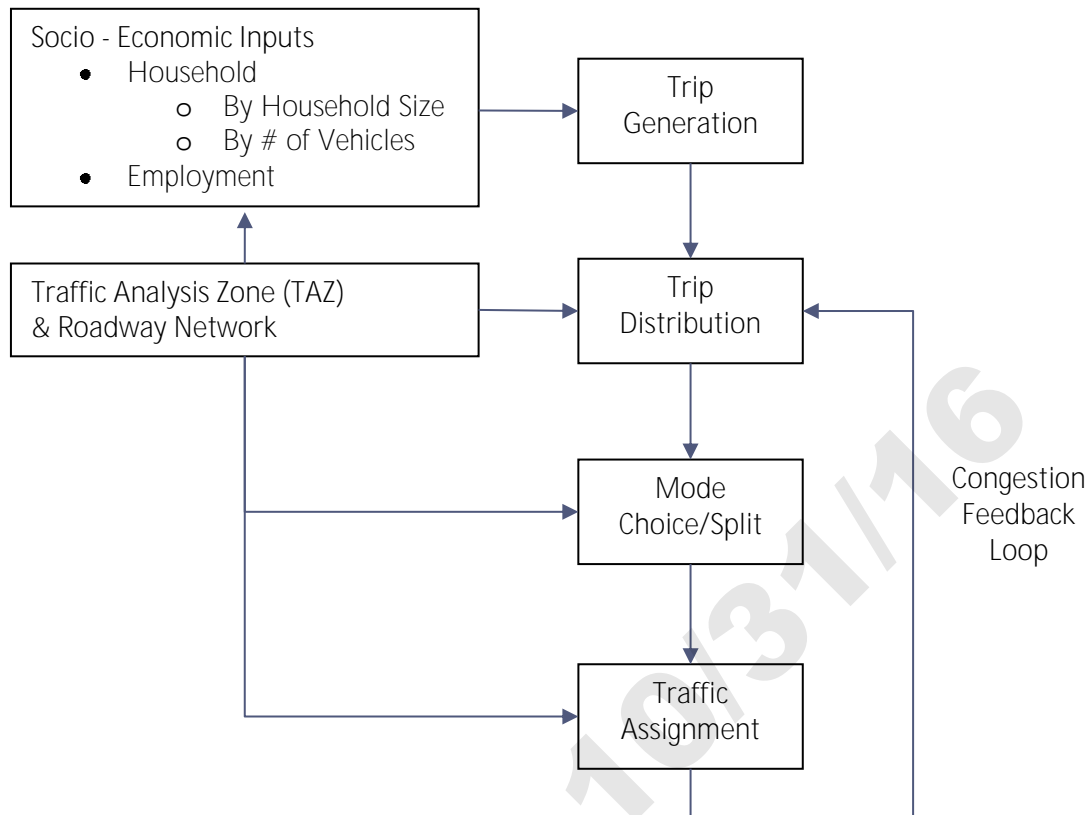 Socio - Economic Inputs
● Household
o By Household Size
o By # of Vehicles
● Employment
Trip
Generation
Traffic Analysis Zone (TAZ)
& Roadway Network
Trip
Distribution
Mode
Choice/Split
Congestion
Feedback
Loop
Traffic
Assignment
10/31/16